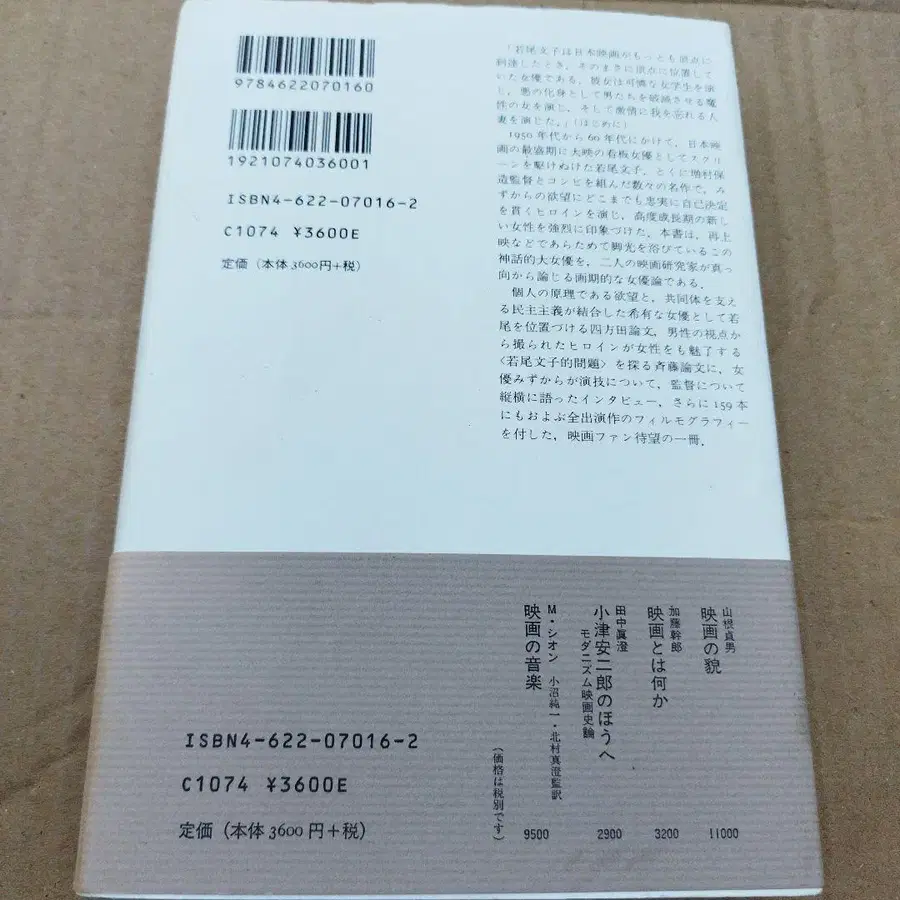 9784622070160
1921074036001
ISBN4-622-07016-2
C1074 ¥3600E
定価（本体3600円+税）
「若尾文子は日本映画がもっとも頂点に
到達したとき，そのまさに頂点に位置して
いた女優である．彼女は可憐な女学生を演
じ，悪の化身として男たちを破滅させる魔
性の女を演じ，そして激情に我を忘れる人
妻を演じた．」（はじめに）
1950年代から60年代にかけて，日本映
画の最盛期に大映の看板女優としてスクリ
ーンを駆けぬけた若尾文子，とくに増村保
造監督とコンビを組んだ数々の名作で，み
ずからの欲望にどこまでも忠実に自己決定
を貫くヒロインを演じ，高度成長期の新し
い女性を強烈に印象づけた．本書は，再上
映などであらためて脚光を浴びているこの
神話的大女優を，二人の映画研究家が真っ
向から論じる画期的な女優論である．
個人の原理である欲望と，共同体を支え
る民主主義が結合した希有な女優として若
尾を位置づける四方田論文，男性の視点か
ら撮られたヒロインが女性をも魅了する
〈若尾文子的問題〉を探る斉藤論文に，女
優みずからが演技について，監督について
縦横に語ったインタビュー，さらに159本
にもおよぶ全出演作のフィルモグラフィー
を付した，映画ファン待望の一冊．
山根貞男
映画の貌
11000
加藤幹郎
映画とは何か
3200
田中眞澄
小津安二郎のほうへ
モダニズム映画史論
2900
M・シオン 小沼純一・北村真澄監訳
映画の音楽
9500
（価格は税別です）
ISBN4-622-07016-2
C1074 ¥3600E
定価（本体3600円+税）